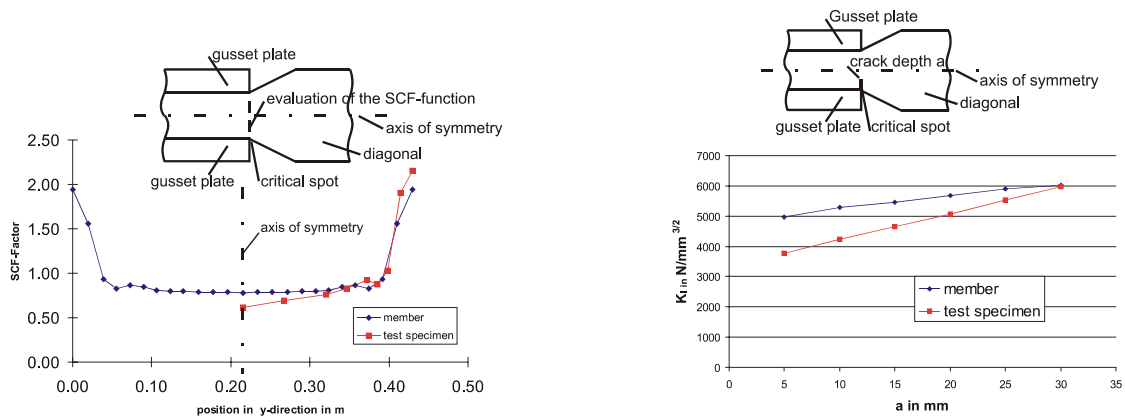 gusset plate
evaluation of the SCF-function
axis of symmetry
diagonal
gusset plate
critical spot
2.50
2.00
1.50
1.00
0.50
0.00
SCF-Factor
axis of symmetry
member
test specimen
0.00 0.10 0.20 0.30 0.40 0.50
position in y-direction in m
Gusset plate
crack depth a
axis of symmetry
diagonal
gusset plate
critical spot
7000
6000
5000
4000
3000
2000
1000
0
K I in N/mm 3/2
member
test specimen
0 5 10 15 20 25 30 35
a in mm